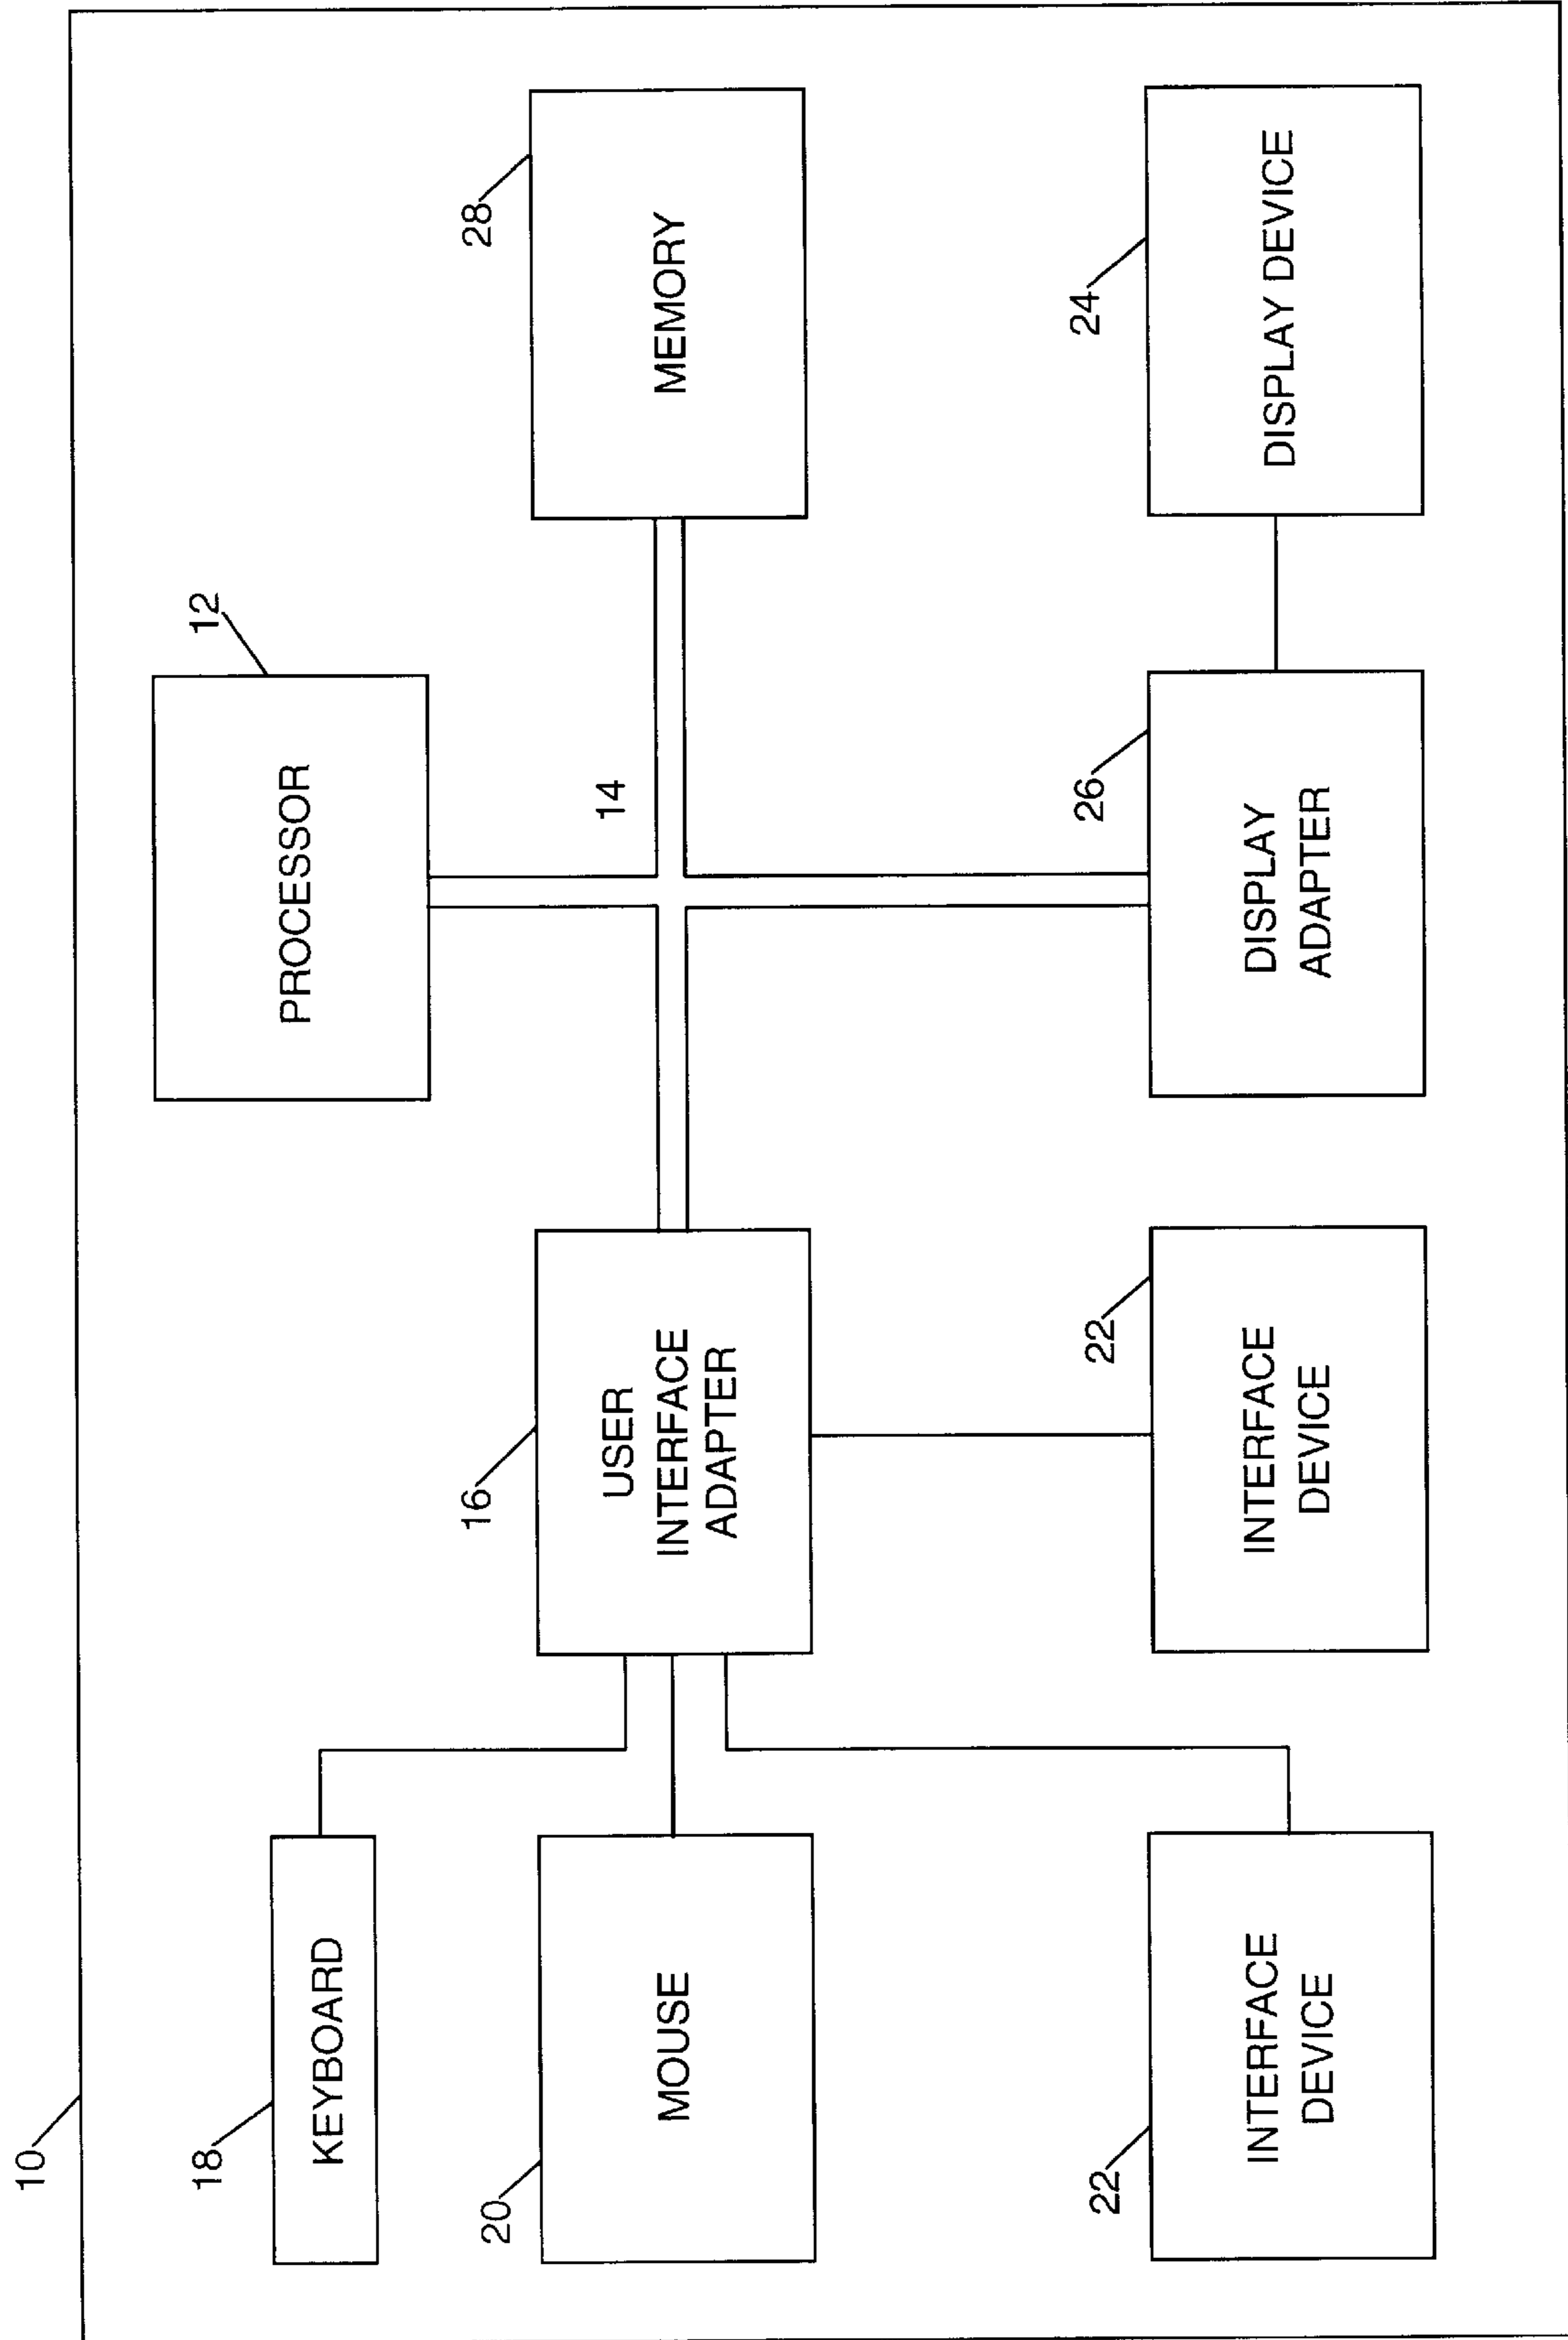 10
18
KEYBOARD
12
PROCESSOR
20
MOUSE
16
USER
INTERFACE
ADAPTER
14
28
MEMORY
22
INTERFACE
DEVICE
22
INTERFACE
DEVICE
26
DISPLAY
ADAPTER
24
DISPLAY DEVICE